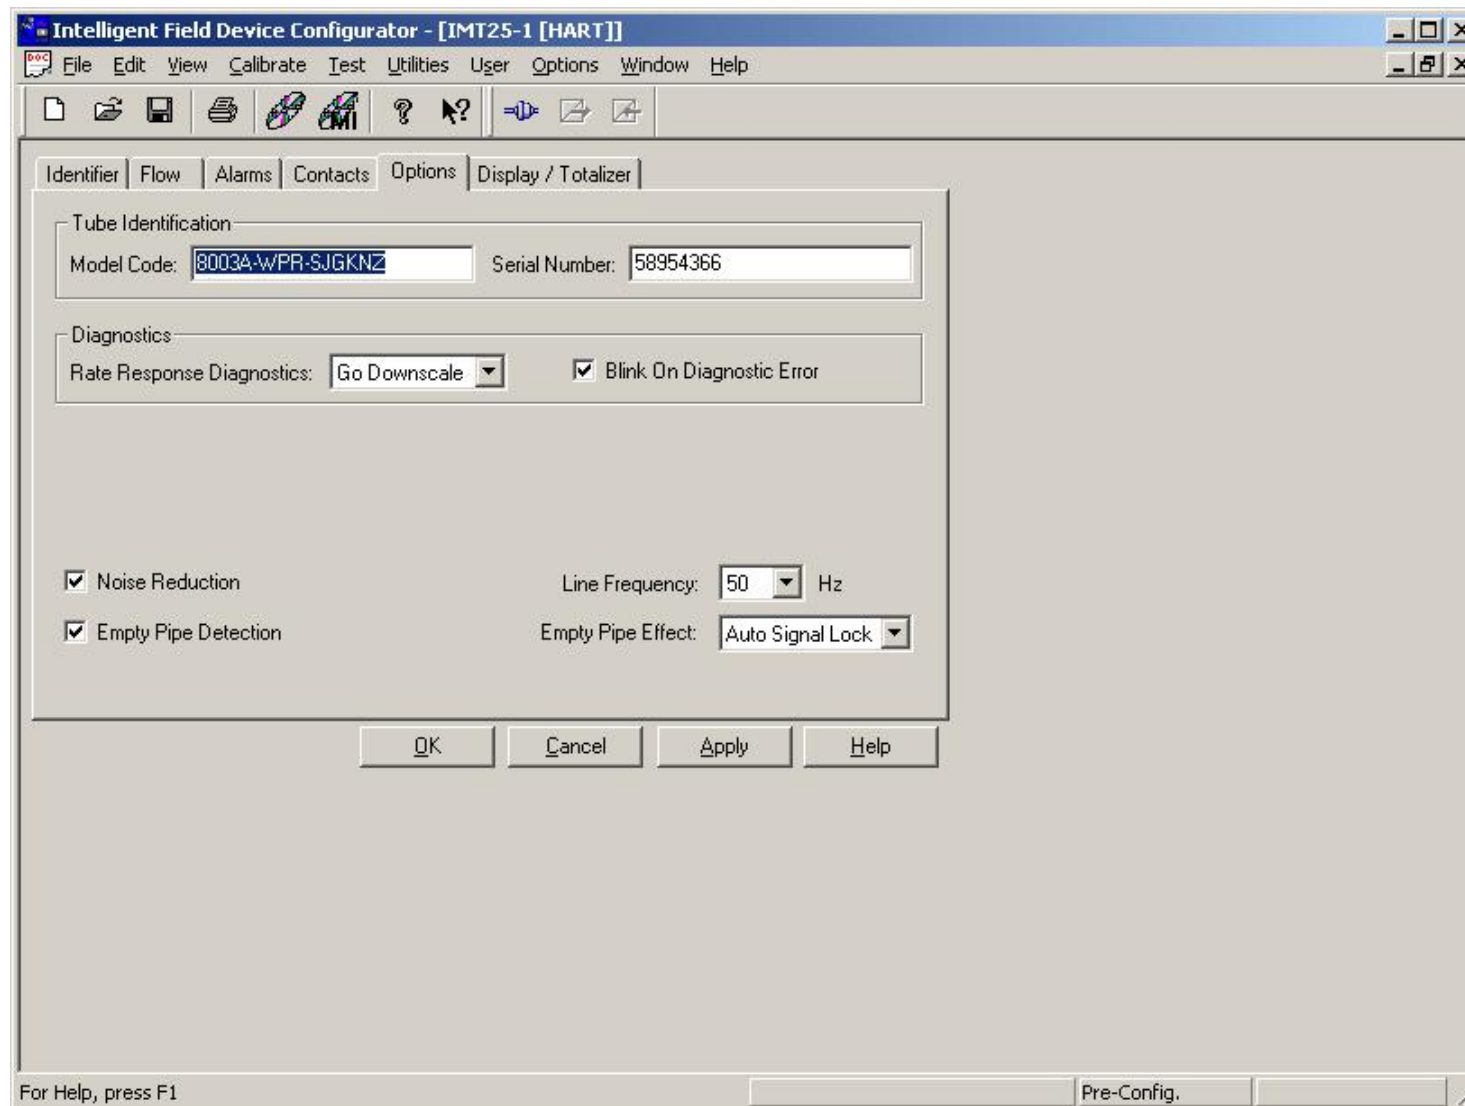 Intelligent Field Device Configurator - [IMT25-1 [HART]]
File Edit View Calibrate Test Utilities User Options Window Help
Identifier Flow Alarms Contacts Options Display / Totalizer
Tube Identification
Model Code: 8003A-WPR-SJGKNZ Serial Number: 58954366
Diagnostics
Rate Response Diagnostics: Go Downscale Blink On Diagnostic Error
Noise Reduction Line Frequency: 50 Hz
Empty Pipe Detection Empty Pipe Effect: Auto Signal Lock
OK Cancel Apply Help
For Help, press F1 Pre-Config.